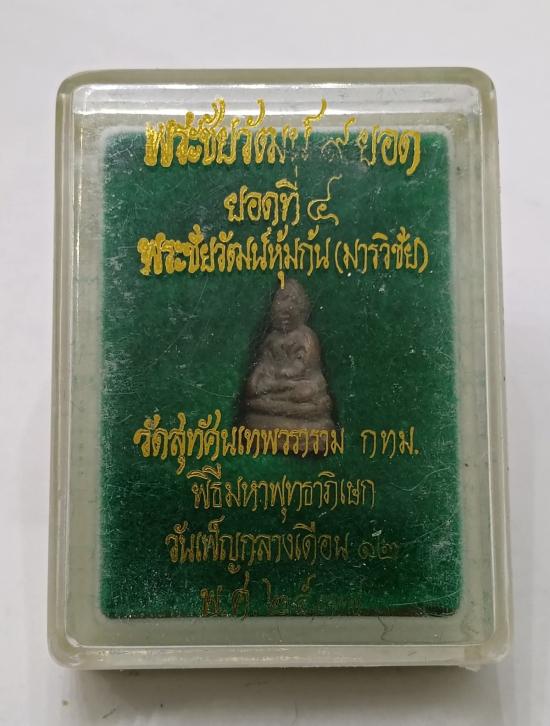 พระชัยวัฒน์ ๙ ยอด
ยอดที่ ๔
พระชัยวัฒน์หุ้มก้น (มารวิชัย)
วัดสุทัศนเทพวราราม กทม.
พิธีมหาพุทธาภิเษก
วันเพ็ญกลางเดือน ๑๒
พ.ศ